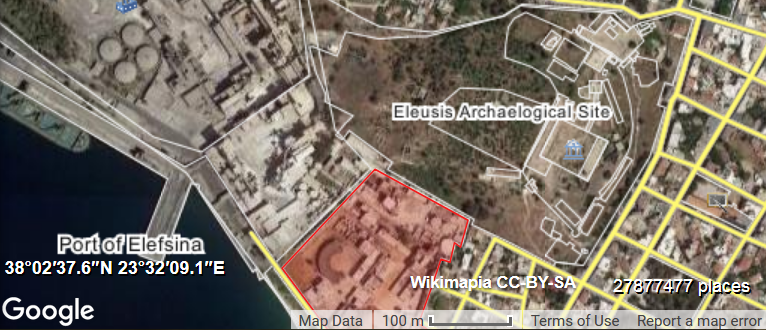 Eleusis Archaelogical Site
Port of Elefsina
38°02'37.6"N 23°32'09.1"E
Wikimapia CC-BY-SA
27877477 places
Google
Map Data
100 m
Terms of Use
Report a map error